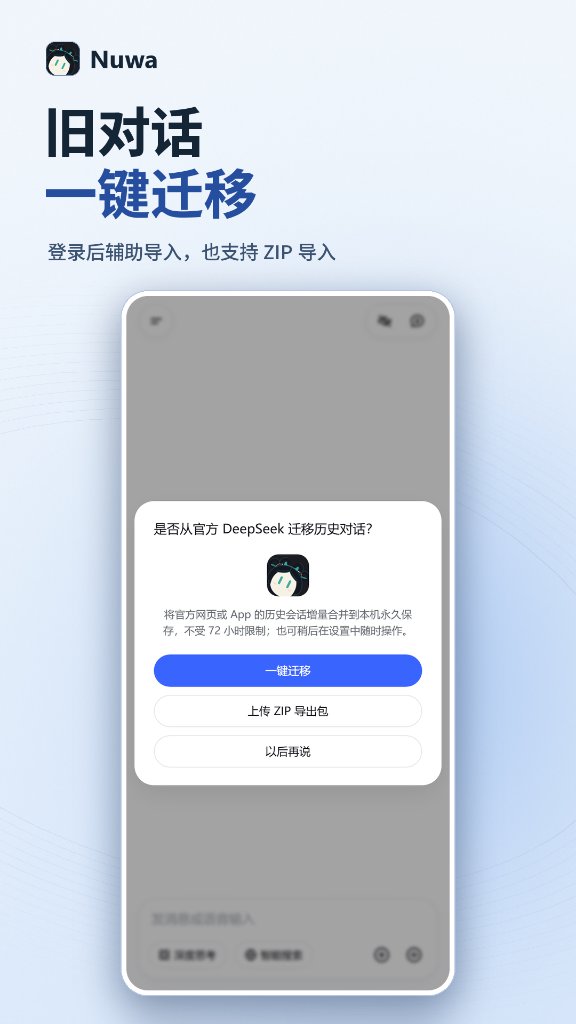 Nuwa
旧对话
一键迁移
登录后辅助导入，也支持 ZIP 导入
是否从官方 DeepSeek 迁移历史对话？
将官方网页或 App 的历史会话增量合并到本机永久保
存，不受 72 小时限制；也可稍后在设置中随时操作。
一键迁移
上传 ZIP 导出包
以后再说
发消息或语音输入
深度思考
智能搜索